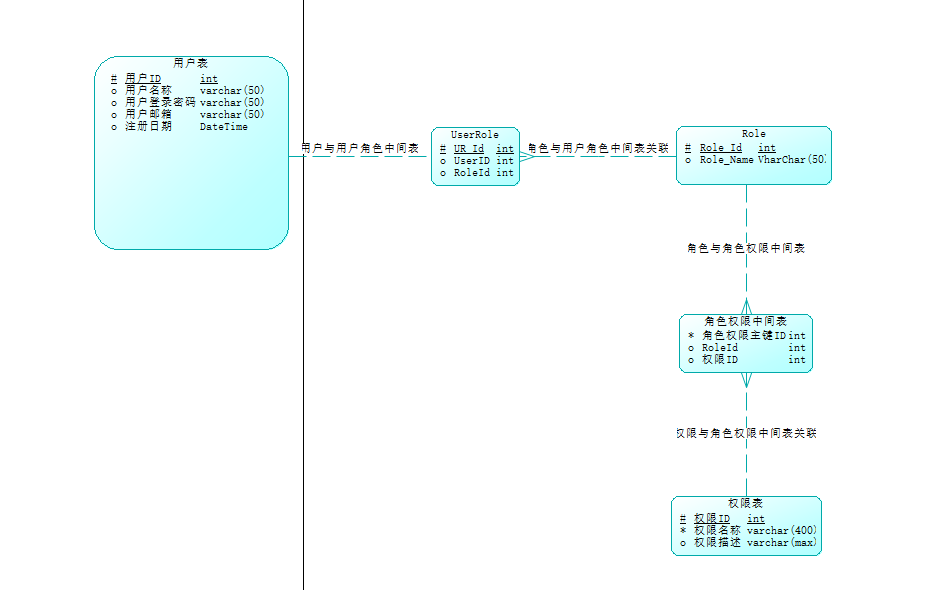 用户表
# 用户ID int
o 用户名称 varchar(50)
o 用户登录密码 varchar(50)
o 用户邮箱 varchar(50)
o 注册日期 DateTime
用户与用户角色中间表
UserRole
# UR_Id int
o UserID int
o RoleId int
角色与用户角色中间表关联
Role
# Role_Id int
o Role_Name VharChar(50)
角色与角色权限中间表
角色权限中间表
* 角色权限主键ID int
o RoleId int
o 权限ID int
权限与角色权限中间表关联
权限表
# 权限ID int
* 权限名称 varchar(400)
o 权限描述 varchar(max)